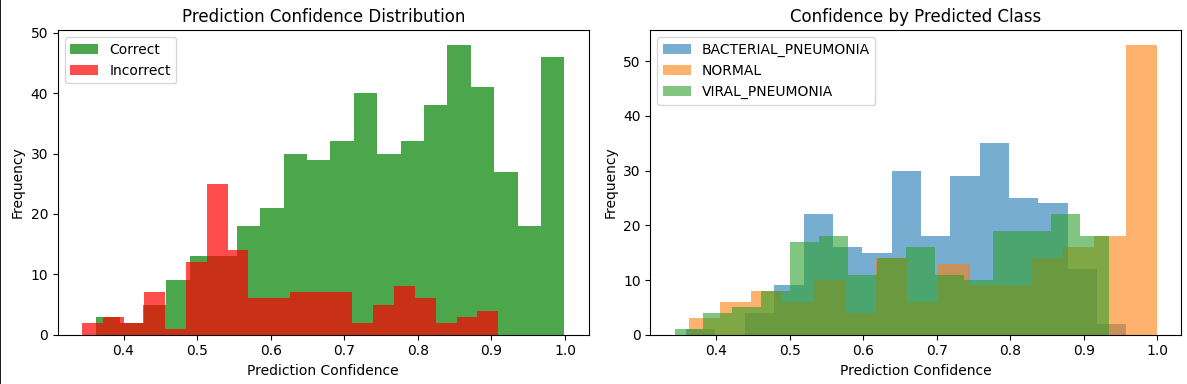 Prediction Confidence Distribution
50
40
30
20
10
0
Frequency
Correct
Incorrect
0.4 0.5 0.6 0.7 0.8 0.9 1.0
Prediction Confidence
Confidence by Predicted Class
50
40
30
20
10
0
Frequency
BACTERIAL_PNEUMONIA
NORMAL
VIRAL_PNEUMONIA
0.4 0.5 0.6 0.7 0.8 0.9 1.0
Prediction Confidence